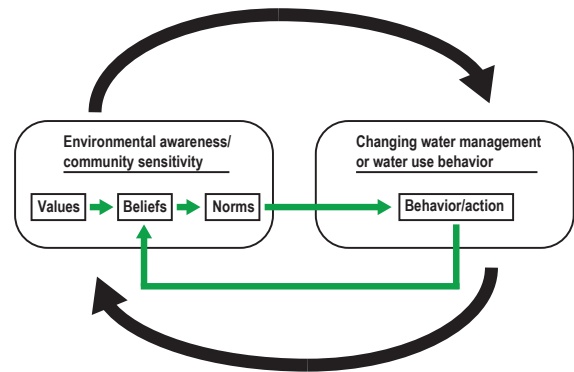 Environmental awareness/
community sensitivity
Values
Beliefs
Norms
Changing water management
or water use behavior
Behavior/action